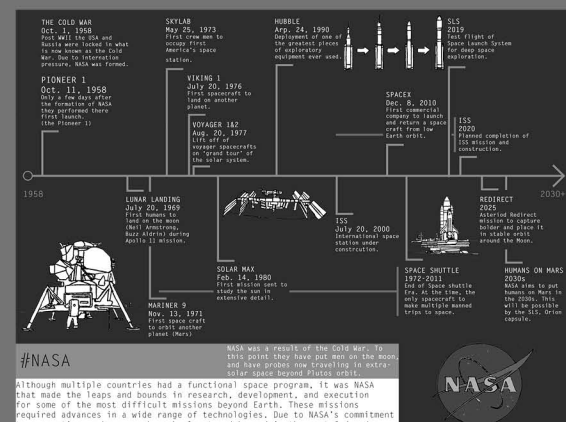 THE COLD WAR
Oct. 1, 1958
Post WWII the USA and
Russia were locked in what
is now known as the Cold
War. Due to internation
pressure, NASA was formed.
PIONEER 1
Oct. 11, 1958
Only a few days after
the formation of NASA
they performed there
first launch.
(the Pioneer 1)
SKYLAB
May 25, 1973
First crew men to
occupy first
America's space
station.
VIKING 1
July 20, 1976
First spacecraft to
land on another
planet.
VOYAGER 1&2
Aug. 20, 1977
Lift off of
voyager spacecrafts
on 'grand tour' of
the solar system.
HUBBLE
Arp. 24, 1990
Deployment of one of
the greatest pieces
of exploratory
equipment ever used.
SLS
2019
Test flight of
Space Launch System
for deep space
exploration.
SPACEX
Dec. 8, 2010
First commercial
company to launch
and return a space
craft from low
Earth orbit.
ISS
2020
Planned completion of
ISS mission and
construction.
1958
2030+
LUNAR LANDING
July 20, 1969
First humans to
land on the moon
(Neil Armstrong,
Buzz Aldrin) during
Apollo 11 mission.
MARINER 9
Nov. 13, 1971
First space craft
to orbit another
planet (Mars)
SOLAR MAX
Feb. 14, 1980
First mission sent to
study the sun in
extensive detail.
ISS
July 20, 2000
International space
station under
constrcution.
SPACE SHUTTLE
1972-2011
End of Space shuttle
Era. At the time, the
only spacecraft to
make multiple manned
trips to space.
REDIRECT
2025
Asteriod Redirect
mission to capture
bolder and place it
in stable orbit
around the Moon.
HUMANS ON MARS
2030s
NASA aims to put
humans on Mars in
the 2030s. This
will be possible
by the SLS, Orion
capsule.
#NASA
NASA was a result of the Cold War. To
this point they have put men on the moon,
and have probes now traveling in extra-
solar space beyond Plutos orbit.
NASA
Although multiple countries had a functional space program, it was NASA
that made the leaps and bounds in research, development, and execution
for some of the most difficult missions beyond Earth. These missions
required advances in a wide range of technologies. Due to NASA's commitment